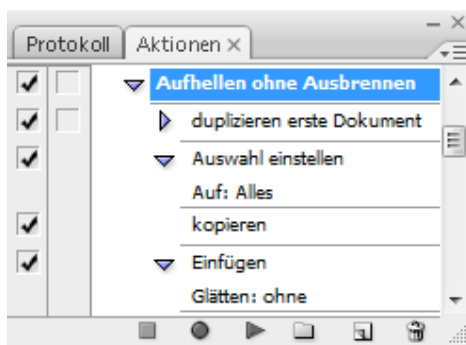 Protokoll Aktionen
Aufhellen ohne Ausbrennen
duplizieren erste Dokument
Auswahl einstellen
Auf: Alles
kopieren
Einfügen
Glätten: ohne